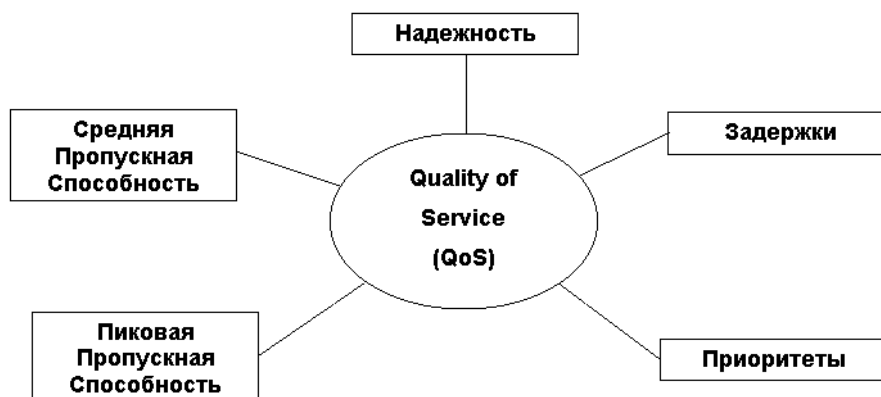 Надежность
Средняя
Пропускная
Способность
Задержки
Quality of
Service
(QoS)
Пиковая
Пропускная
Способность
Приоритеты